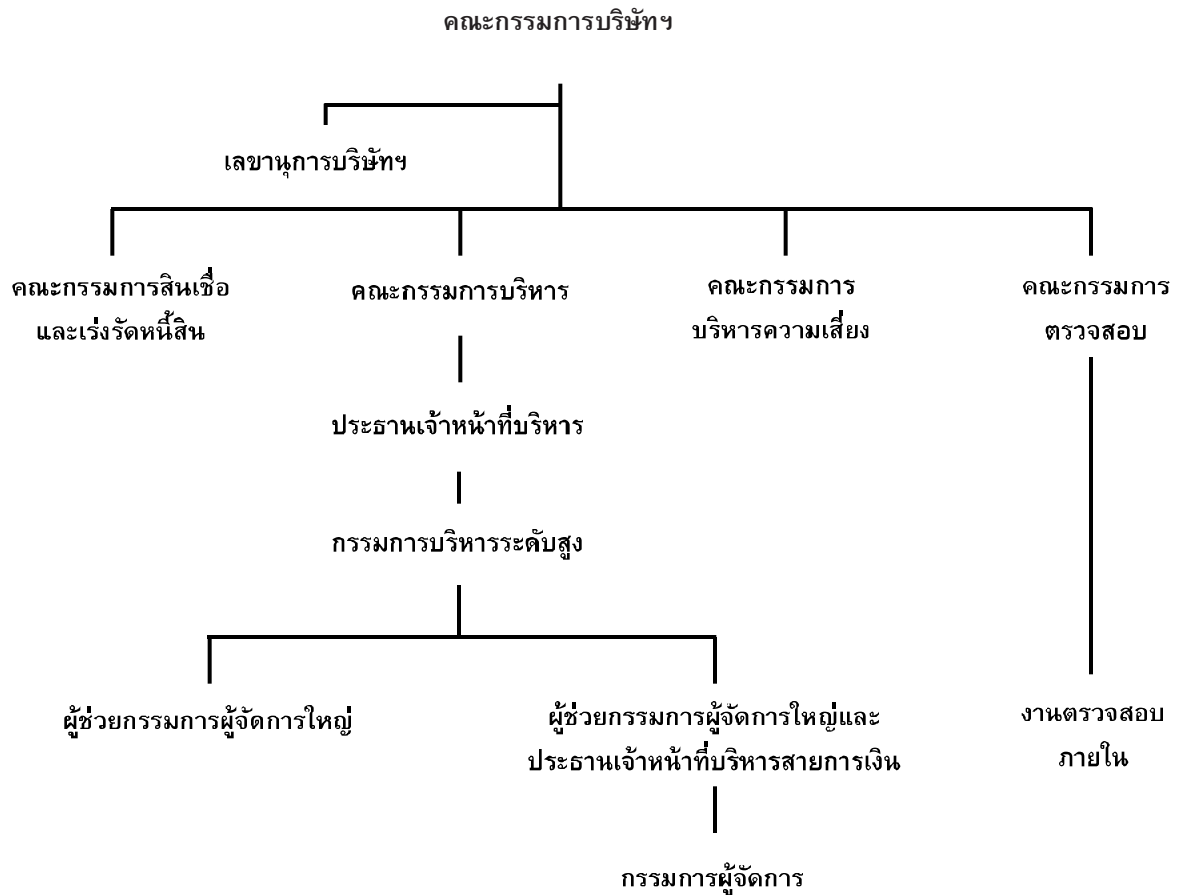 คณะกรรมการบริษัทฯ
เลขานุการบริษัทฯ
คณะกรรมการสินเชื่อ
และเร่งรัดหนี้สิน
คณะกรรมการบริหาร
คณะกรรมการ
บริหารความเสี่ยง
คณะกรรมการ
ตรวจสอบ
ประธานเจ้าหน้าที่บริหาร
กรรมการบริหารระดับสูง
ผู้ช่วยกรรมการผู้จัดการใหญ่
ผู้ช่วยกรรมการผู้จัดการใหญ่และ
ประธานเจ้าหน้าที่บริหารสายการเงิน
งานตรวจสอบ
ภายใน
กรรมการผู้จัดการ